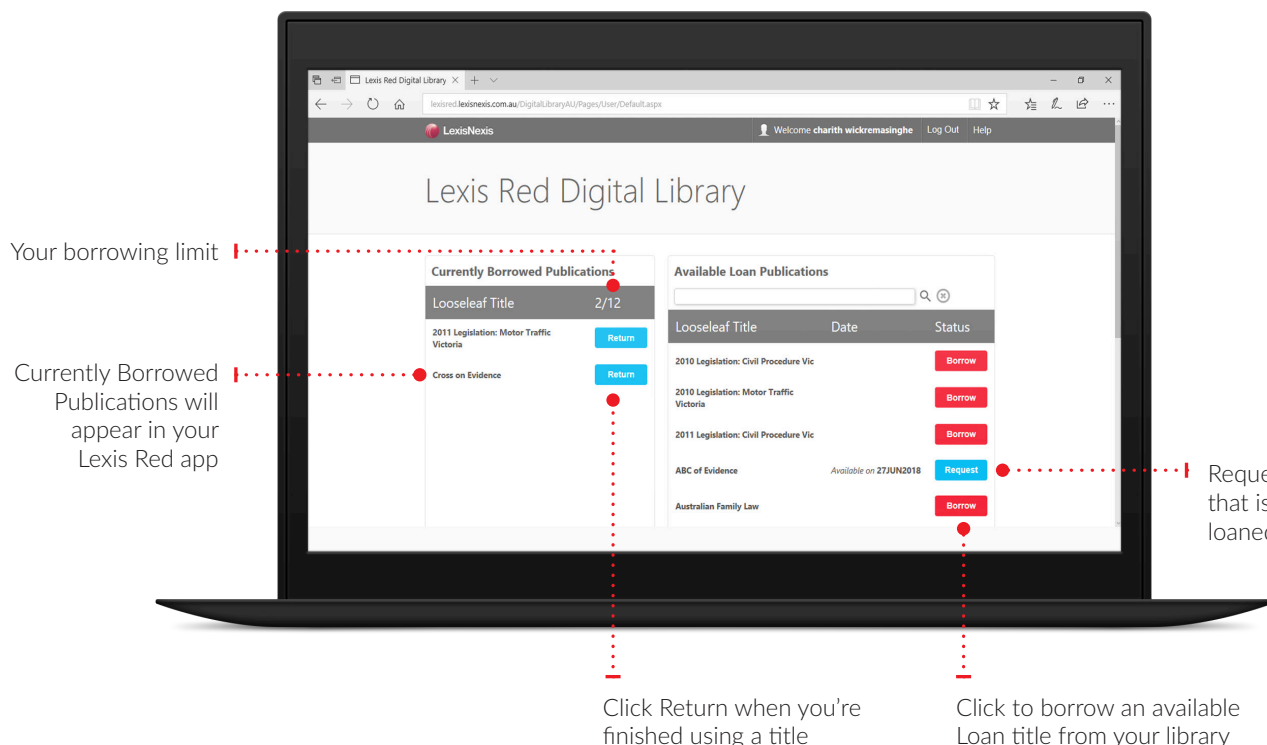 Lexis Red Digital Library
lexisred.lexisnexis.com.au/DigitalLibraryAU/Pages/User/Default.aspx
LexisNexis
Welcome charith wickremasinghe Log Out Help
Lexis Red Digital Library
Your borrowing limit
Currently Borrowed Publications
Looseleaf Title 2/12
2011 Legislation: Motor Traffic
Victoria
Return
Cross on Evidence
Return
Currently Borrowed
Publications will
appear in your
Lexis Red app
Available Loan Publications
Looseleaf Title Date Status
2010 Legislation: Civil Procedure Vic Borrow
2010 Legislation: Motor Traffic
Victoria
Borrow
2011 Legislation: Civil Procedure Vic Borrow
ABC of Evidence Available on 27JUN2018 Request
Australian Family Law Borrow
that is
Click Return when you're
finished using a title
Click to borrow an available
Loan title from your library